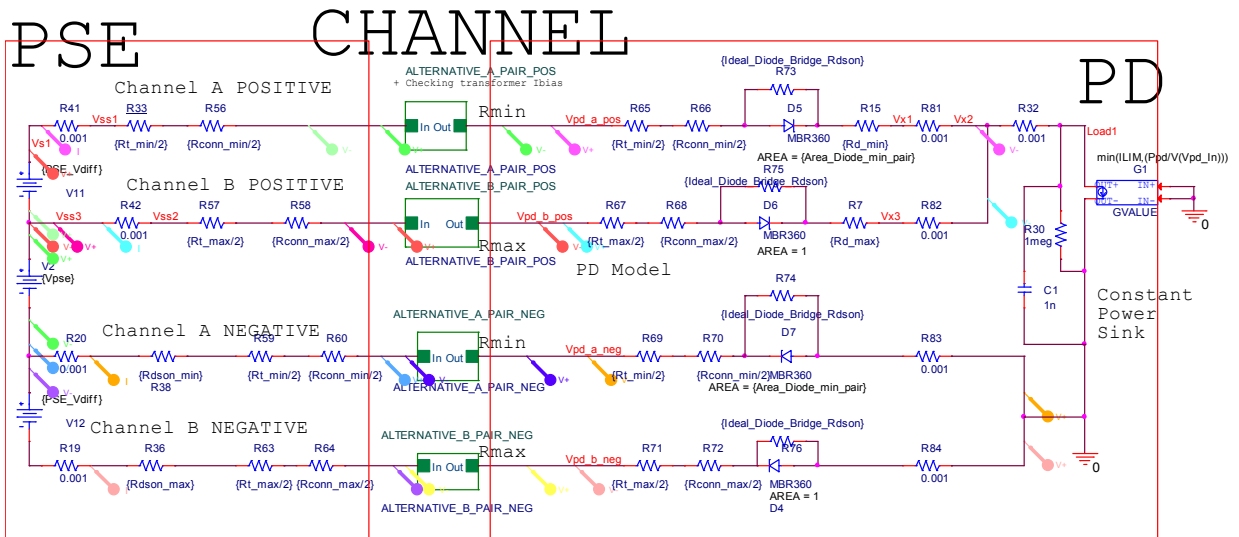 PSE
CHANNEL
PD
Channel A POSITIVE
ALTERNATIVE_A_PAIR_POS
+ Checking transformer Ibias
{Ideal_Diode_Bridge_Rdson}
R73
R41
Vss1
R33
R56
In Out
Rmin
Vpd_a_pos
R65
R66
D5
R15
Vx1
R81
Vx2
R32
Load1
0.001
{Rt_min/2}
{Rconn_min/2}
V-
V+
V-
V+
{Rt_min/2}
{Rconn_min/2}
MBR360
{Rd_min}
0.001
0.001
V-
Vs1
I
AREA = {Area_Diode_min_pair}
min(ILIM,(Ppd/V(Vpd_In)))
G1
{PSE_Vdiff}
V11
Channel B POSITIVE
ALTERNATIVE_B_PAIR_POS
{Ideal_Diode_Bridge_Rdson}
R75
OUT+ IN+
OUT- IN-
GVALUE
0
Vss3
R42
Vss2
R57
R58
In Out
Vpd_b_pos
R67
R68
D6
R7
Vx3
R82
0.001
{Rt_max/2}
{Rconn_max/2}
{Rt_max/2}
{Rconn_max/2}
MBR360
{Rd_max}
0.001
V-
V+
I
V-
V+
Rmax
V-
V-
R30
1meg
ALTERNATIVE_B_PAIR_POS
AREA = 1
V+
V2
{Vpse}
PD Model
R74
C1
1n
Constant
Power
Sink
ALTERNATIVE_A_PAIR_NEG
{Ideal_Diode_Bridge_Rdson}
Channel A NEGATIVE
Rmin
D7
V-
R20
R59
R60
In Out
Vpd_a_neg
R69
R70
R83
0.001
{Rdson_min}
R38
{Rt_min/2}
{Rconn_min/2}
{Rt_min/2}
{Rconn_min/2}
MBR360
0.001
I
V+
ALTERNATIVE_A_PAIR_NEG
AREA = {Area_Diode_min_pair}
{PSE_Vdiff}
V12
Channel B NEGATIVE
ALTERNATIVE_B_PAIR_NEG
{Ideal_Diode_Bridge_Rdson}
V+
R19
R36
R63
R64
In Out
Rmax
Vpd_b_neg
R71
R72
R76
R84
0.001
{Rdson_max}
{Rt_max/2}
{Rconn_max/2}
{Rt_max/2}
{Rconn_max/2}
MBR360
0.001
V+
0
I
V+
V+
AREA = 1
D4
ALTERNATIVE_B_PAIR_NEG